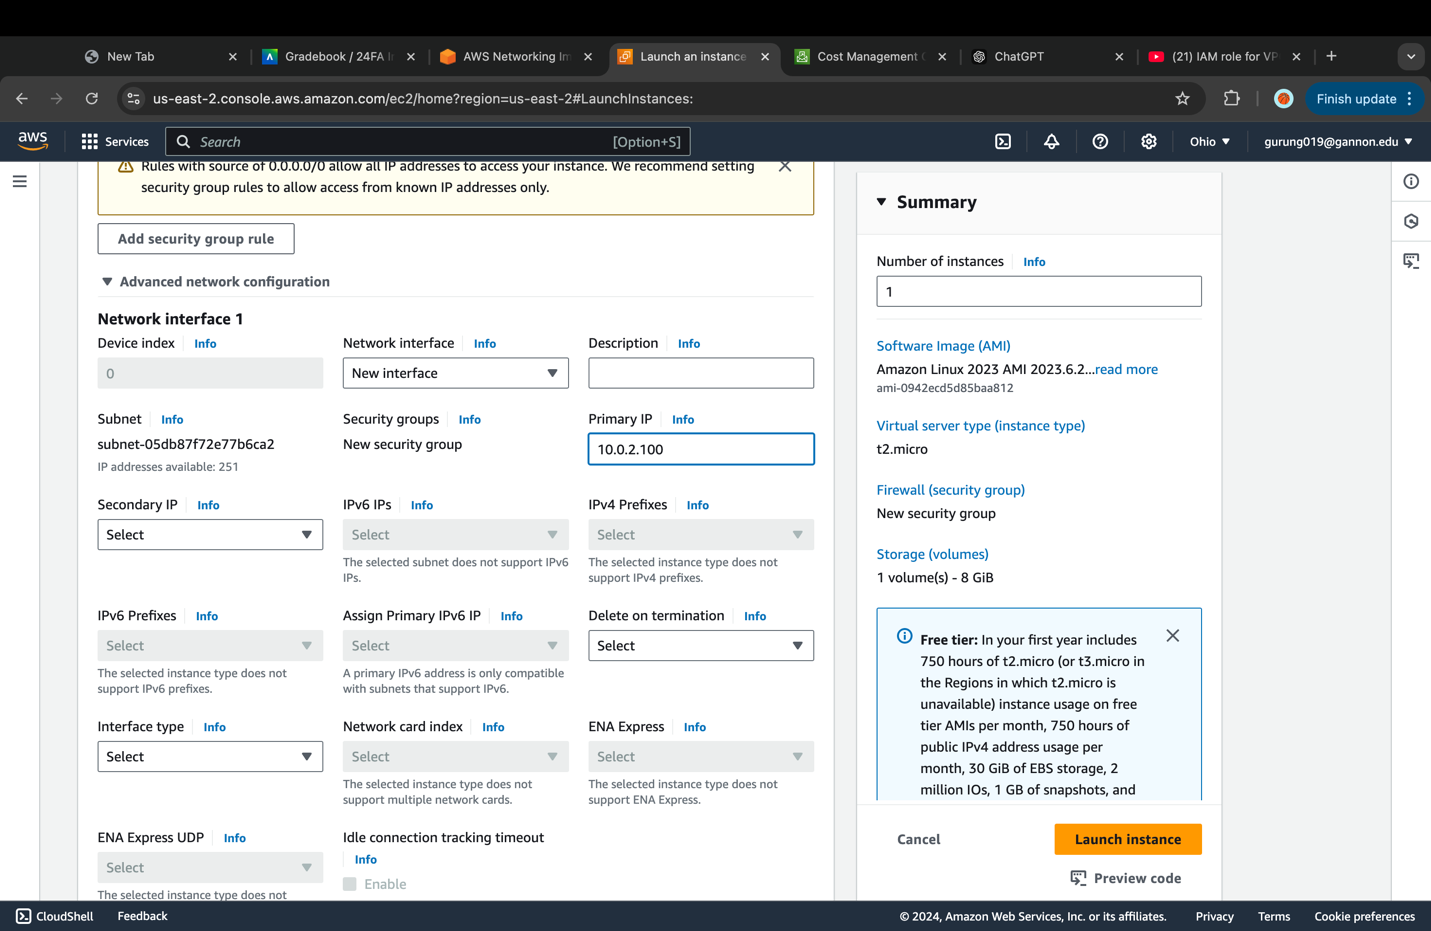 New Tab
Gradebook / 24FA I
AWS Networking Im
Launch an instance
Cost Management C
ChatGPT
(21) IAM role for VP
us-east-2.console.aws.amazon.com/ec2/home?region=us-east-2#LaunchInstances:
Finish update
aws
Services
Search
[Option+S]
Ohio
gurung019@gannon.edu
Rules with source of 0.0.0.0/0 allow all IP addresses to access your instance. We recommend setting
security group rules to allow access from known IP addresses only.
Add security group rule
Advanced network configuration
Network interface 1
Device index Info
0
Network interface Info
New interface
Description Info
Subnet Info
subnet-05db87f72e77b6ca2
IP addresses available: 251
Security groups Info
New security group
Primary IP Info
10.0.2.100
Secondary IP Info
Select
IPv6 IPs Info
Select
The selected subnet does not support IPv6
IPs.
IPv4 Prefixes Info
Select
The selected instance type does not
support IPv4 prefixes.
IPv6 Prefixes Info
Select
The selected instance type does not
support IPv6 prefixes.
Assign Primary IPv6 IP Info
Select
A primary IPv6 address is only compatible
with subnets that support IPv6.
Delete on termination Info
Select
Interface type Info
Select
Network card index Info
Select
The selected instance type does not
support multiple network cards.
ENA Express Info
Select
The selected instance type does not
support ENA Express.
ENA Express UDP Info
Select
The selected instance type does not
Idle connection tracking timeout
Info
Enable
Summary
Number of instances Info
1
Software Image (AMI)
Amazon Linux 2023 AMI 2023.6.2...read more
ami-0942ecd5d85baa812
Virtual server type (instance type)
t2.micro
Firewall (security group)
New security group
Storage (volumes)
1 volume(s) - 8 GiB
Free tier: In your first year includes
750 hours of t2.micro (or t3.micro in
the Regions in which t2.micro is
unavailable) instance usage on free
tier AMIs per month, 750 hours of
public IPv4 address usage per
month, 30 GiB of EBS storage, 2
million IOs, 1 GB of snapshots, and
Cancel
Launch instance
Preview code
CloudShell
Feedback
© 2024, Amazon Web Services, Inc. or its affiliates.
Privacy
Terms
Cookie preferences